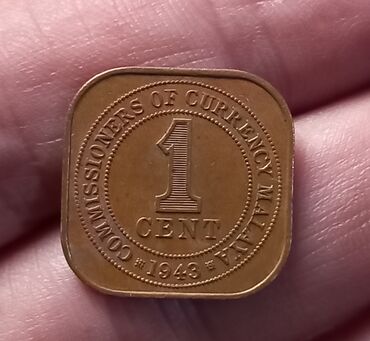 COMMISSIONERS OF CURRENCY MALAYA
1
CENT
1943